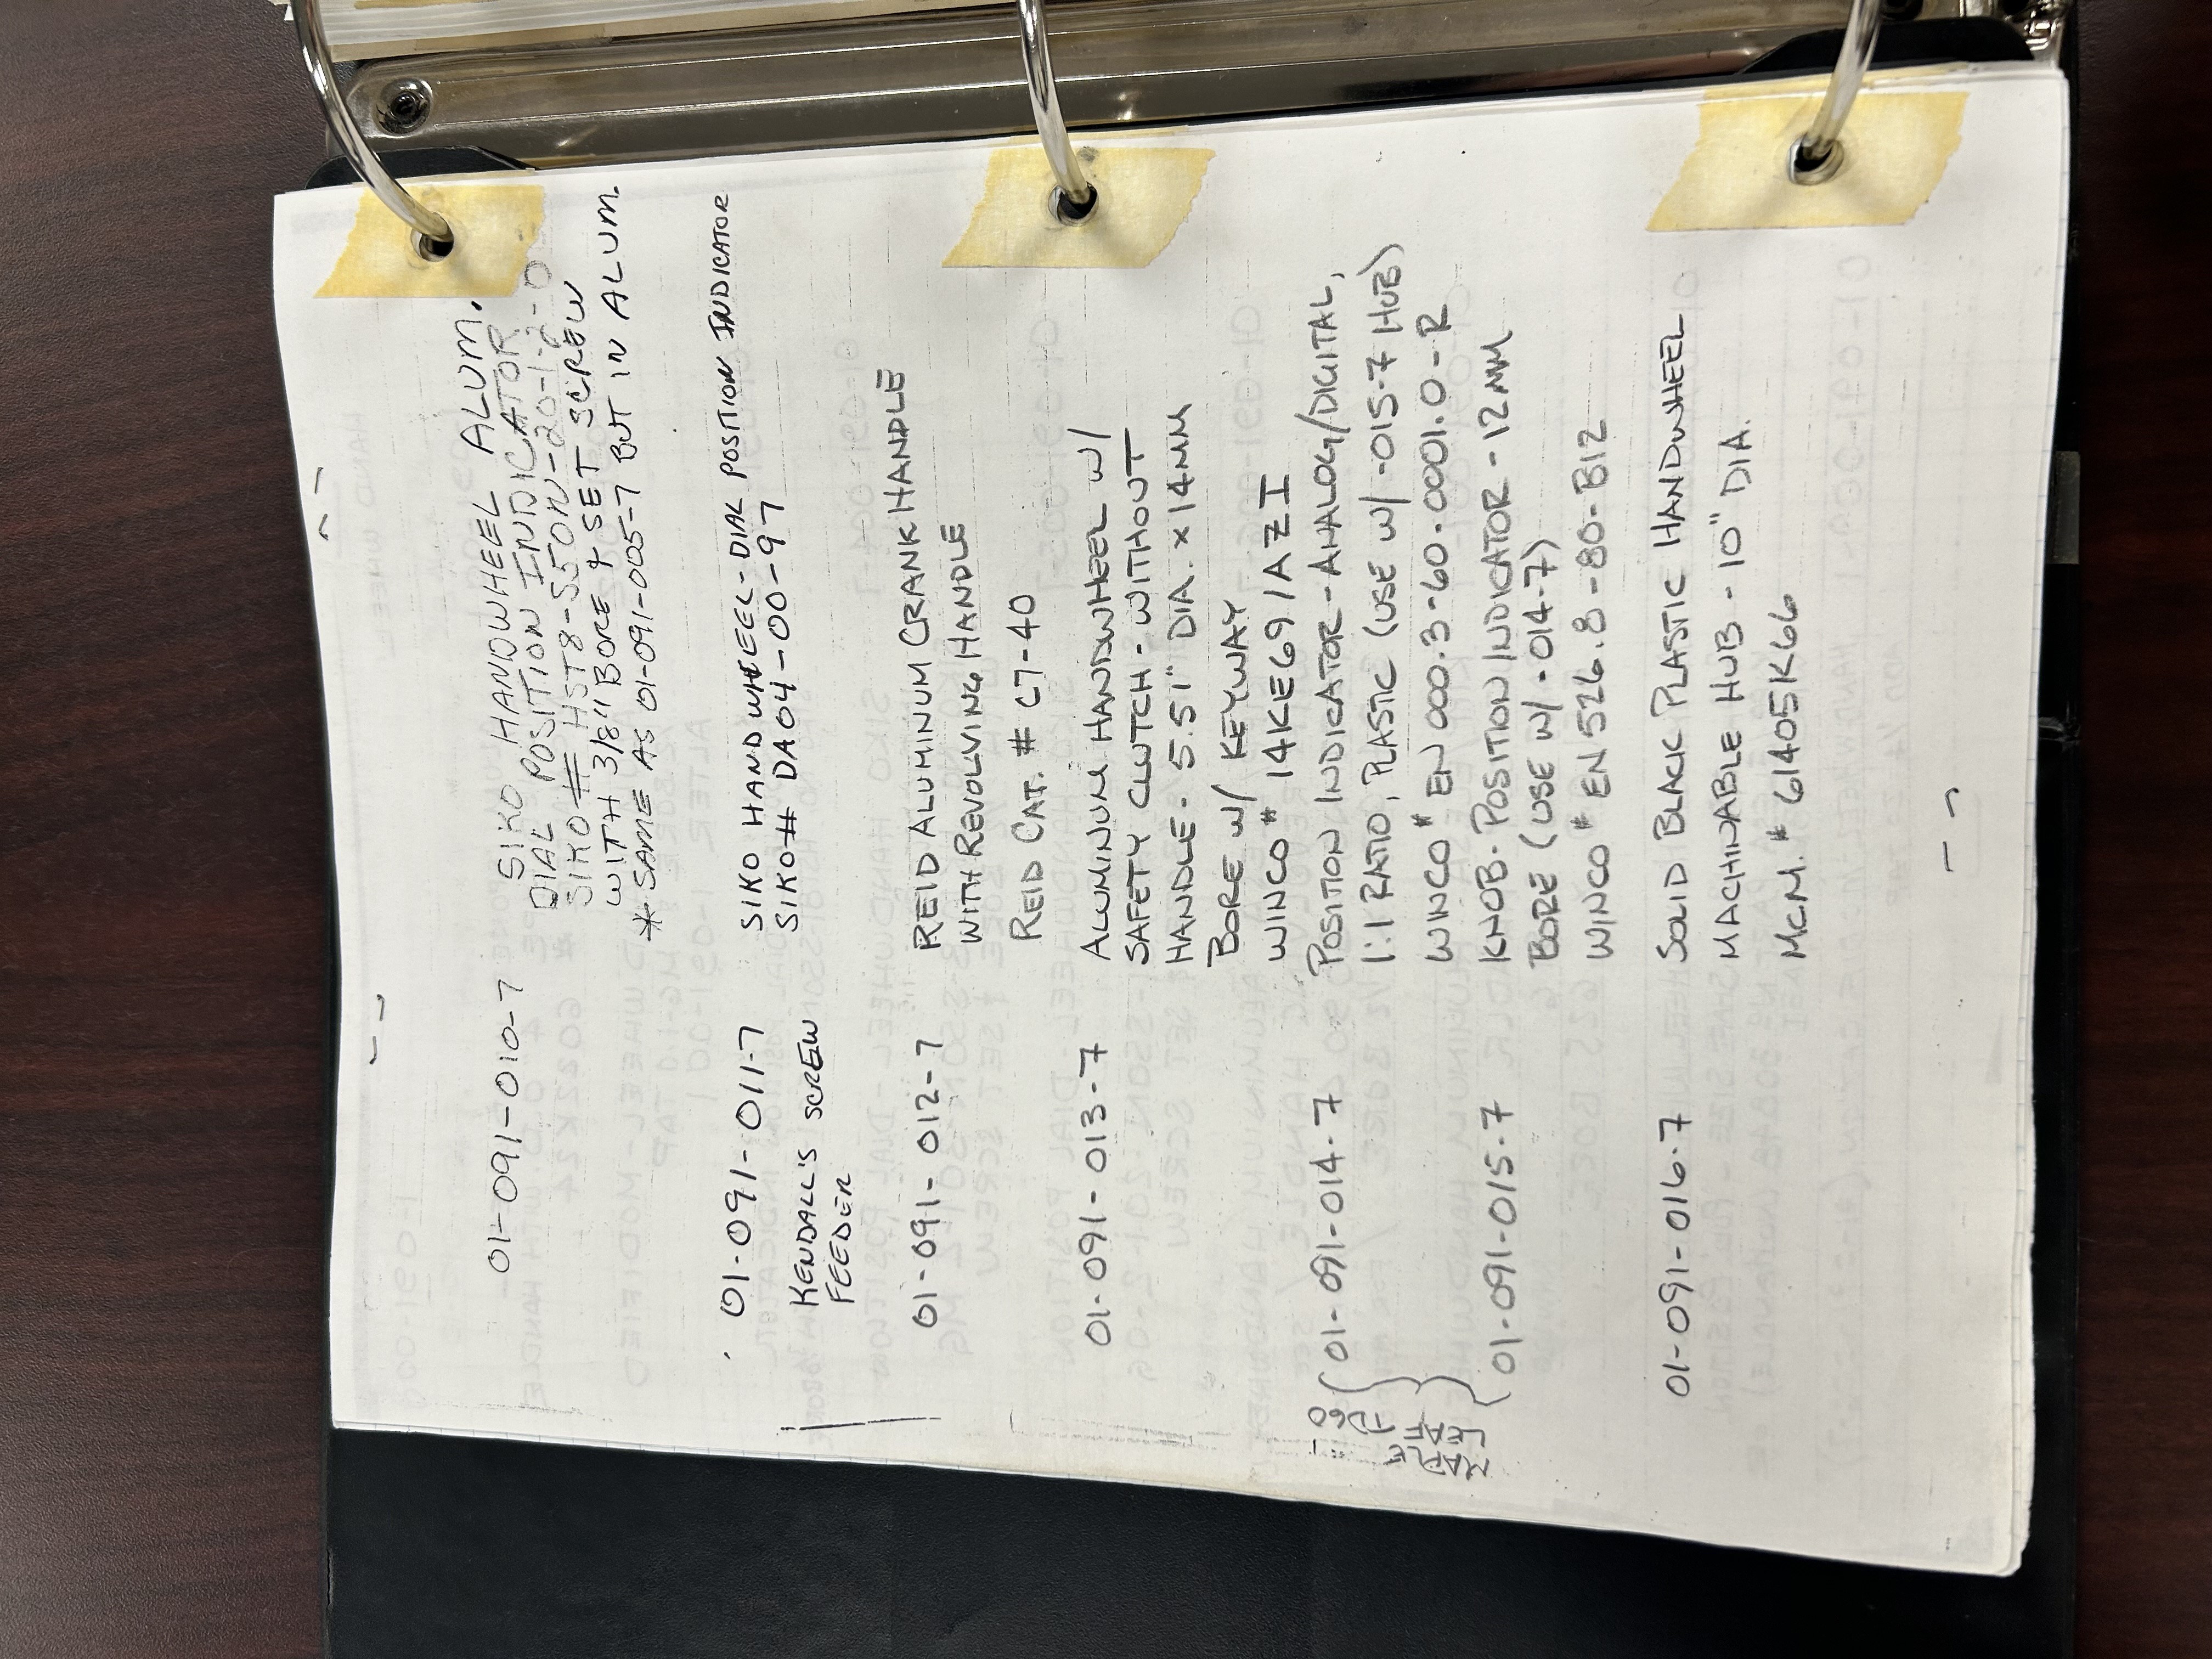 01-091-010-7 SIKO HANDWHEEL ALUM.
DIAL POSITION INDICATOR
SIKO# HST8-S50N-20-1-2-0
WITH 3/8" BORE & SET SCREW
* SAME AS 01-091-005-7 BUT IN ALUM.
01-091-011-7 SIKO HANDWHEEL-DIAL POSITION INDICATOR
SIKO# DA04-00-97
KENDALL'S SCREW
FEEDER
01-091-012-7 REID ALUMINUM CRANK HANDLE
WITH REVOLVING HANDLE
REID CAT. # C7-40
01-091-013-7 ALUMINUM HANDWHEEL W/
SAFETY CLUTCH - WITHOUT
HANDLE - 5.51" DIA. x 14MM
BORE W/ KEYWAY
WINCO # 14KE69/AZI
MAPLE
LEAF TD60
01-091-014-7 POSITION INDICATOR - ANALOG/DIGITAL,
1:1 RATIO, PLASTIC (USE W/ -015-7 HUB)
WINCO # EN 000.3-60-0001.0-R
01-091-015-7 KNOB - POSITION INDICATOR - 12MM
BORE (USE W/ -014-7)
WINCO # EN 526.8-80-B12
01-091-016-7 SOLID BLACK PLASTIC HANDWHEEL
MACHINABLE HUB - 10" DIA.
MCM. # 61405K66